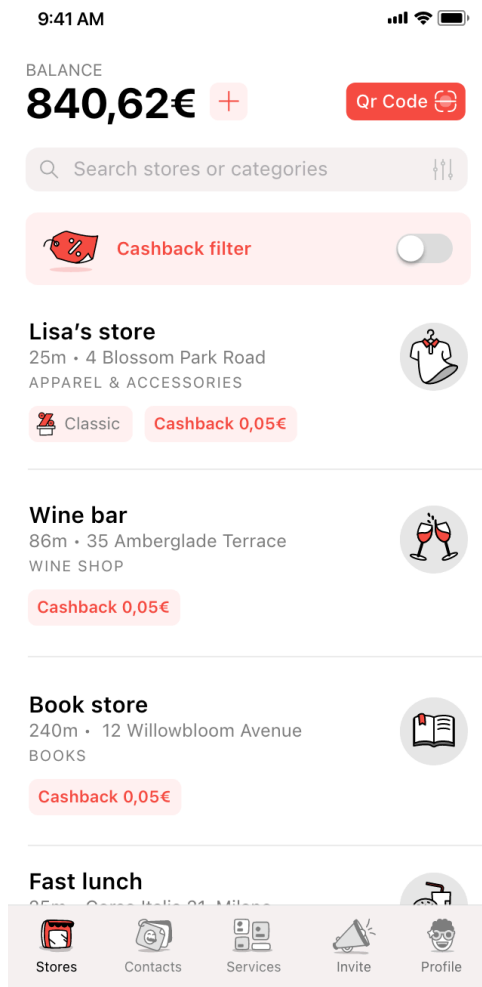 9:41 AM
BALANCE
840,62€
Qr Code
Search stores or categories
%
Cashback filter
Lisa's store
25m • 4 Blossom Park Road
APPAREL & ACCESSORIES
% Classic Cashback 0,05€
Wine bar
86m • 35 Amberglade Terrace
WINE SHOP
Cashback 0,05€
Book store
240m • 12 Willowbloom Avenue
BOOKS
Cashback 0,05€
Fast lunch
Stores Contacts Services Invite Profile